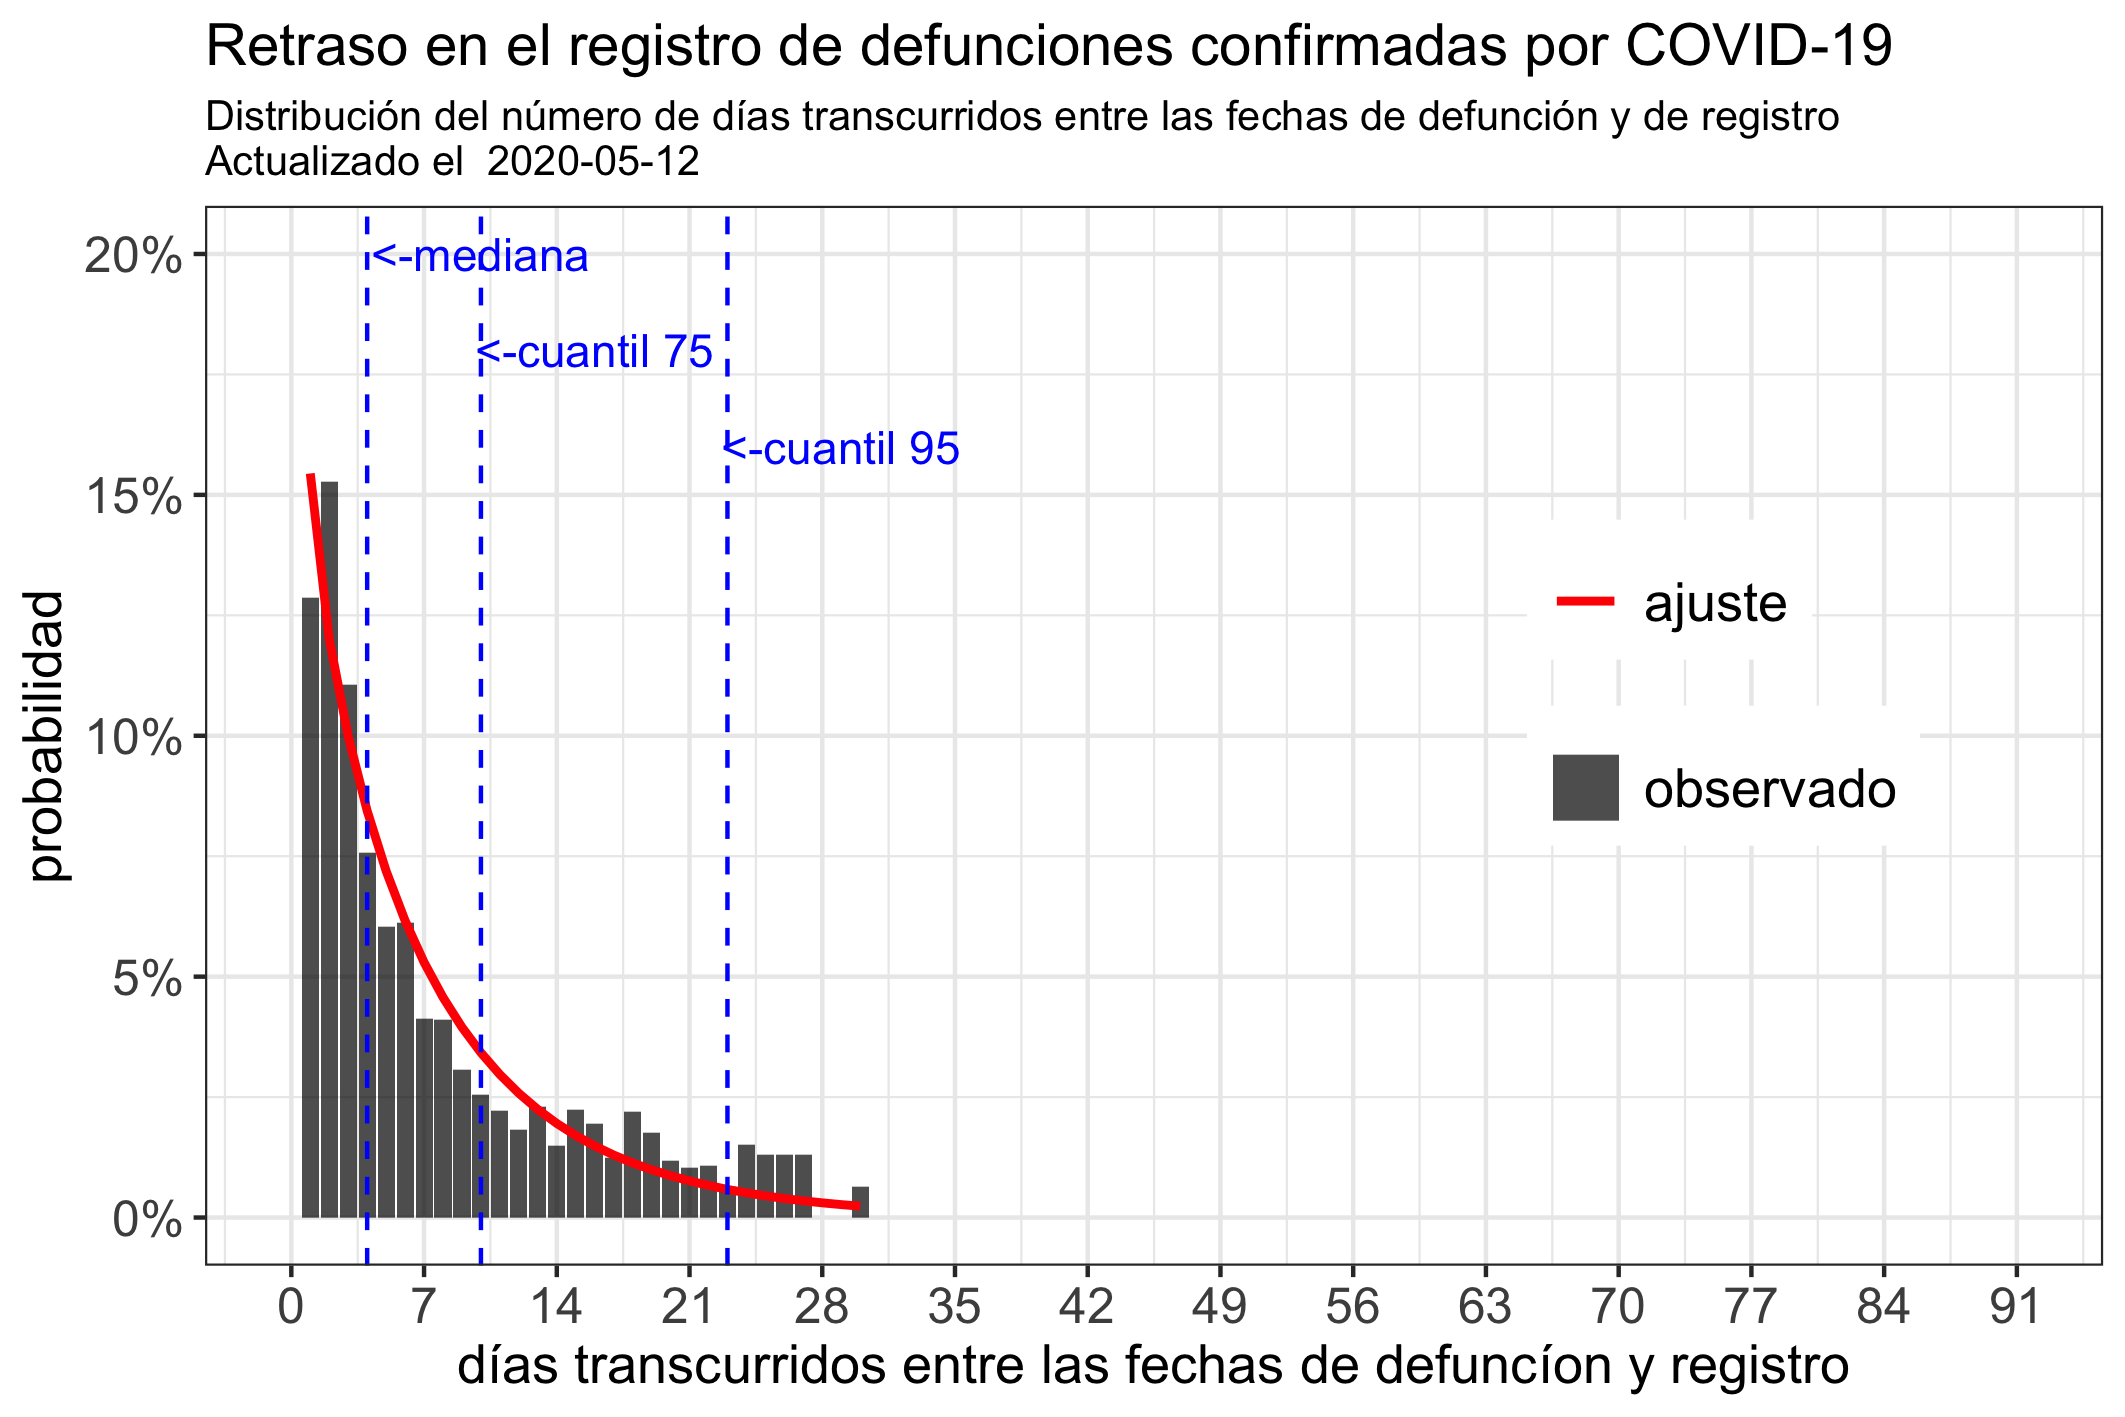 Retraso en el registro de defunciones confirmadas por COVID-19
Distribución del número de días transcurridos entre las fechas de defunción y de registro
Actualizado el  2020-05-12
20%
15%
10%
5%
0%
probabilidad
<-mediana
<-cuantil 75
<-cuantil 95
ajuste
observado
0 7 14 21 28 35 42 49 56 63 70 77 84 91
días transcurridos entre las fechas de defuncíon y registro